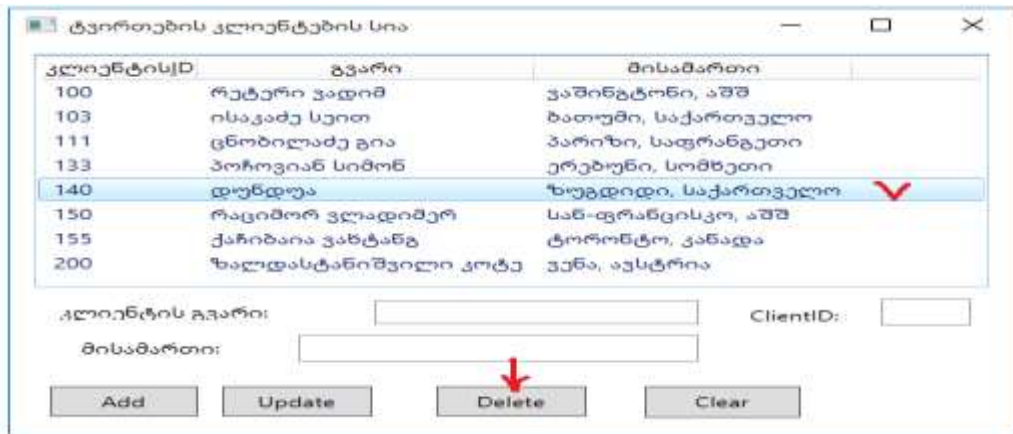 ტვირთების კლიენტების სია
კლიენტისID გვარი მისამართი
100 რეტერი ვადიმ ვაშინგტონი, აშშ
103 ისაკაძე სეით ბათუმი, საქართველო
111 ცნობილაძე გია პარიზი, საფრანგეთი
133 პოჩოვიან სიმონ ერებუნი, სომხეთი
140 დუნდუა ზუგდიდი, საქართველო
150 რაციმორ ვლადიმერ სან-ფრანცისკო, აშშ
155 ქაჩიბაია ვახტანგ ტორონტო, კანადა
200 ზალდასტანიშვილი კოტე ვენა, ავსტრია
კლიენტის გვარი: ClientID:
მისამართი:
Add Update Delete Clear